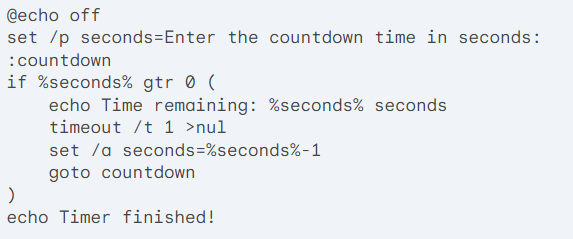 @echo off
set /p seconds=Enter the countdown time in seconds:
:countdown
if %seconds% gtr 0 (
    echo Time remaining: %seconds% seconds
    timeout /t 1 >nul
    set /a seconds=%seconds%-1
    goto countdown
)
echo Timer finished!